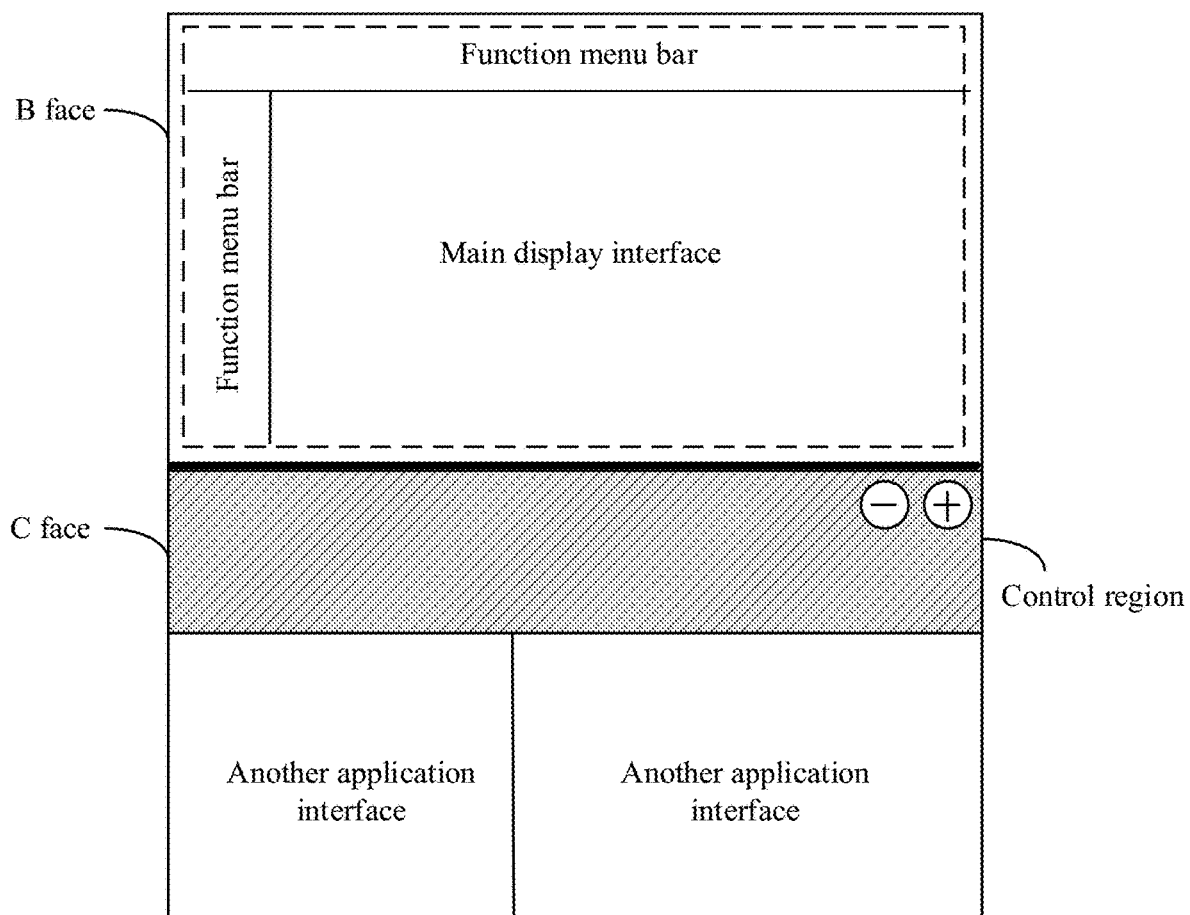 Function menu bar
B face
Function menu bar
Main display interface
−
+
C face
Control region
Another application
interface
Another application
interface